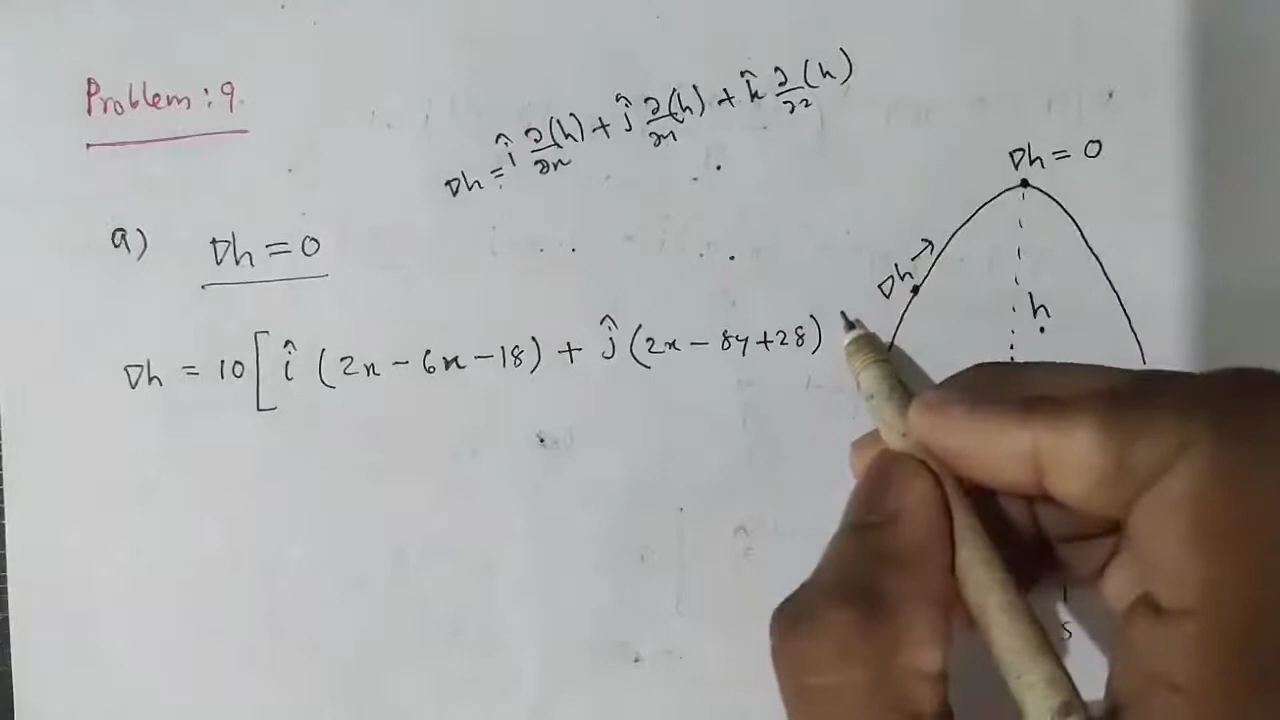 Problem : 9.
∇h = î ∂(h)/∂x + ĵ ∂(h)/∂y + k̂ ∂(h)/∂z
∇h = 0
a) ∇h = 0
∇h →
h
∇h = 10 [ î (2x - 6x - 18) + ĵ (2x - 8y + 28)
s